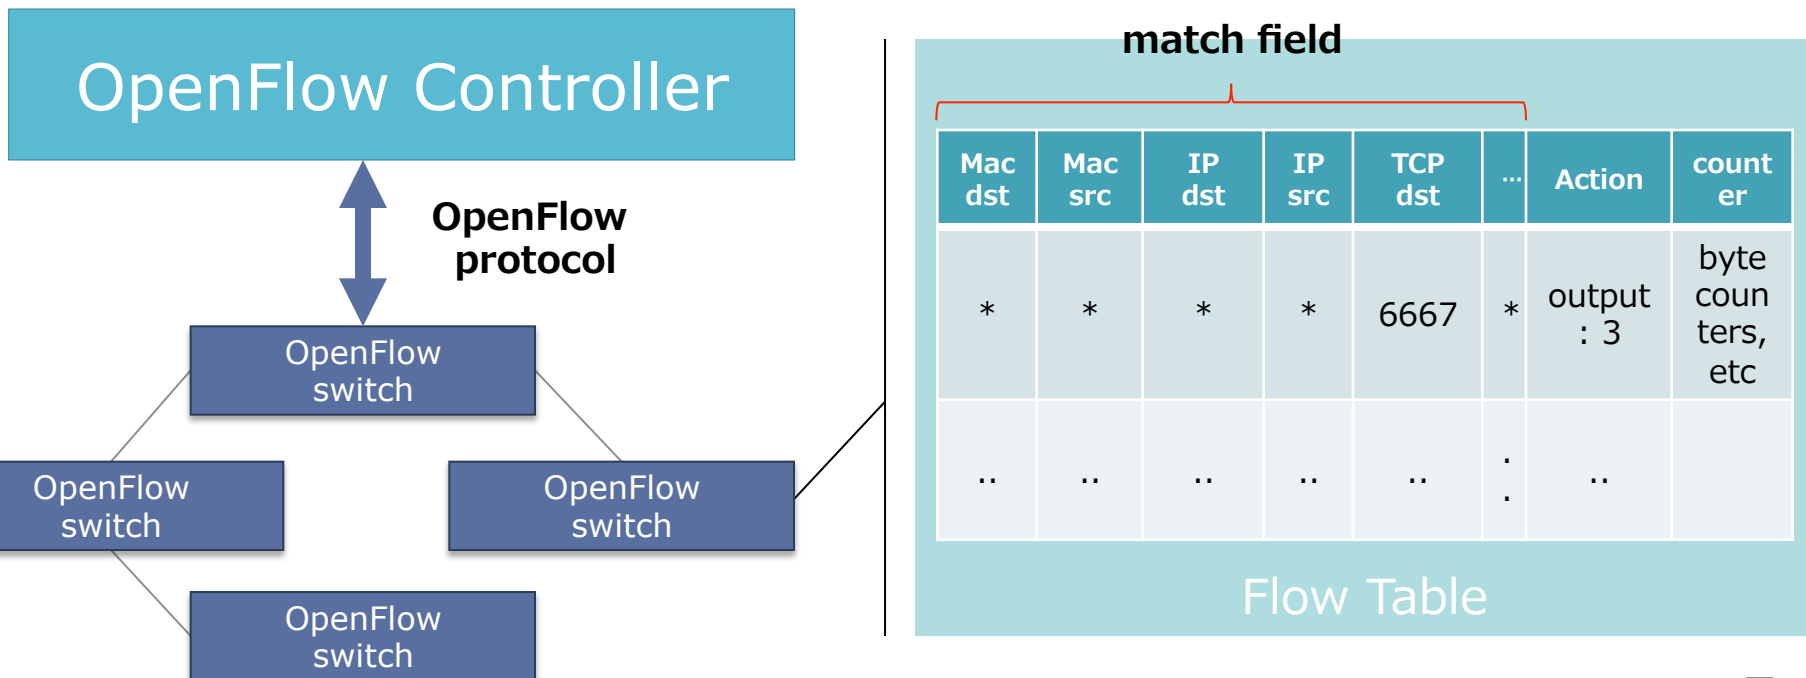 OpenFlow Controller
OpenFlow
protocol
OpenFlow
switch
OpenFlow
switch
OpenFlow
switch
OpenFlow
switch
match field
Mac
dst
Mac
src
IP
dst
IP
src
TCP
dst
...
Action
count
er
*
*
*
*
6667
*
output
: 3
byte
coun
ters,
etc
..
..
..
..
..
.
.
..
Flow Table